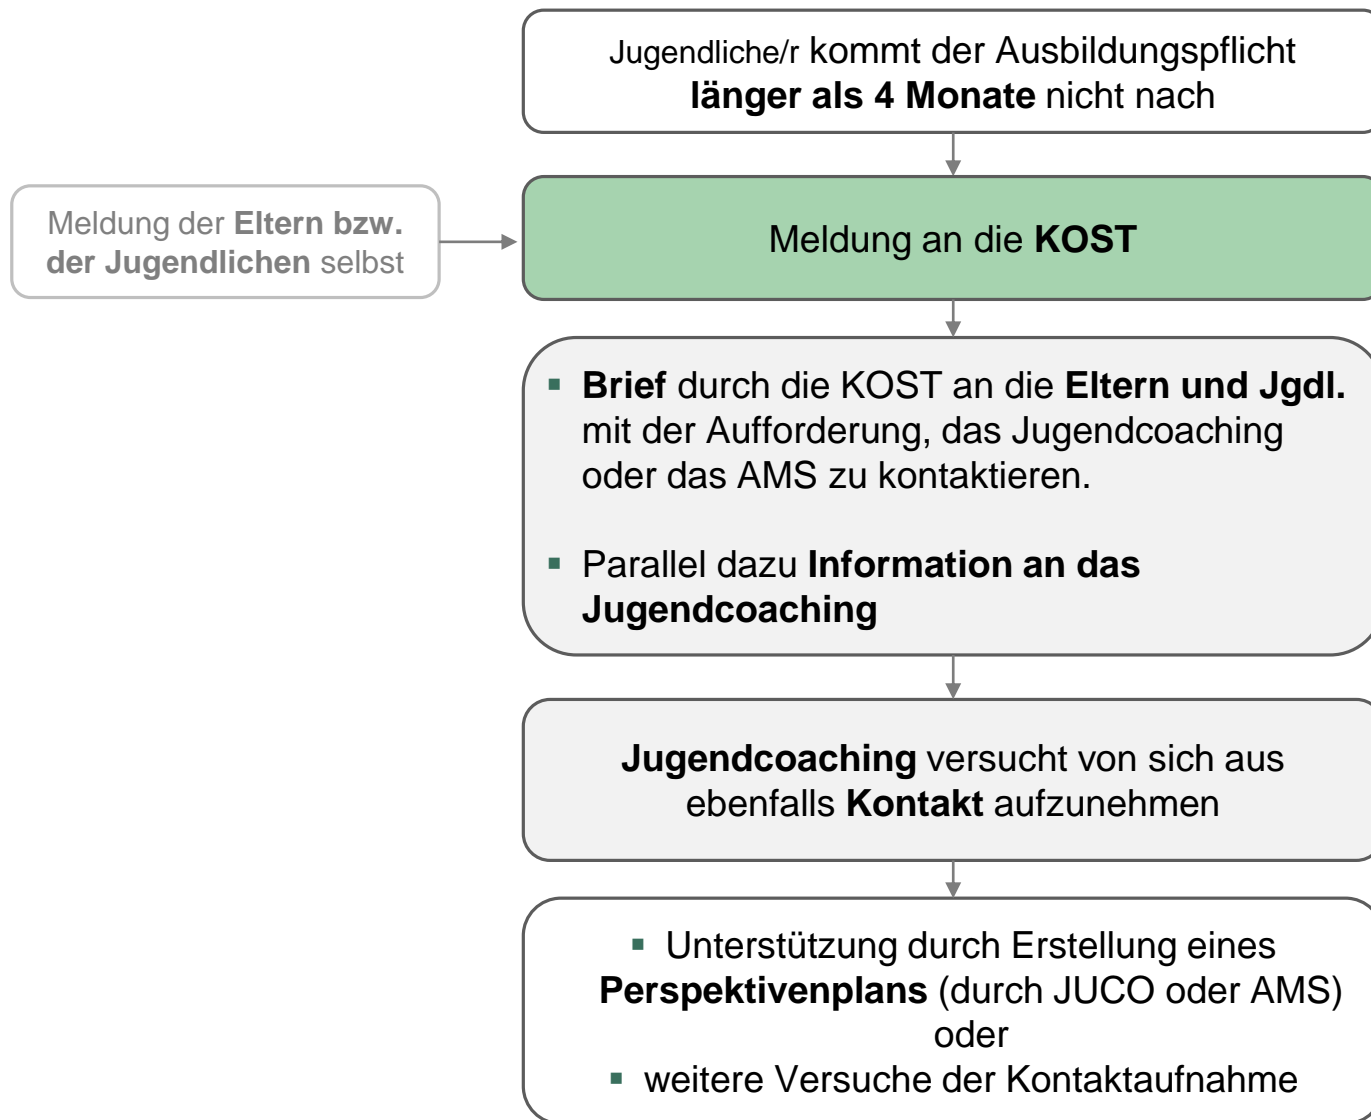 Jugendliche/r kommt der Ausbildungspflicht
länger als 4 Monate nicht nach
Meldung der Eltern bzw.
der Jugendlichen selbst
Meldung an die KOST
▪ Brief durch die KOST an die Eltern und Jgdl.
mit der Aufforderung, das Jugendcoaching
oder das AMS zu kontaktieren.
▪ Parallel dazu Information an das
Jugendcoaching
Jugendcoaching versucht von sich aus
ebenfalls Kontakt aufzunehmen
▪ Unterstützung durch Erstellung eines
Perspektivenplans (durch JUCO oder AMS)
oder
▪ weitere Versuche der Kontaktaufnahme